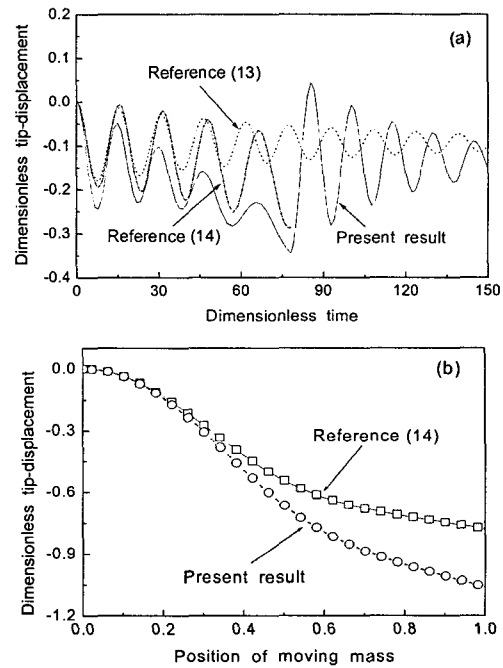 (a)
Dimensionless tip-displacement
0.2
0.1
0.0
-0.1
-0.2
-0.3
-0.4
Reference (13)
Reference (14)
Present result
0 30 60 90 120 150
Dimensionless time
(b)
Dimensionless tip-displacement
0.0
-0.3
-0.6
-0.9
-1.2
Reference (14)
Present result
0.0 0.2 0.4 0.6 0.8 1.0
Position of moving mass